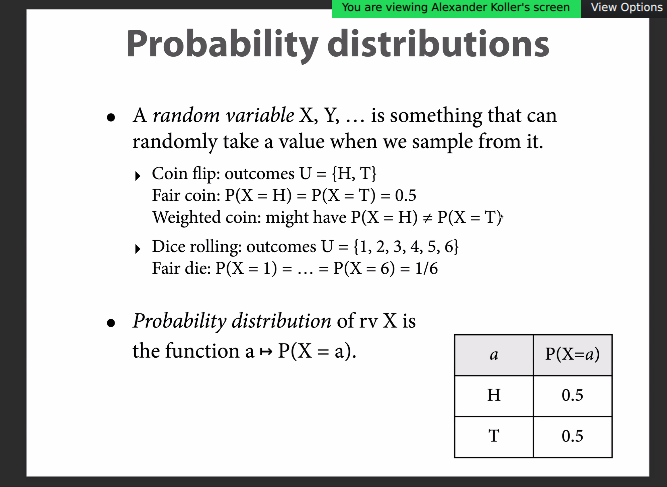 You are viewing Alexander Koller's screen View Options
Probability distributions
• A random variable X, Y, … is something that can
randomly take a value when we sample from it.
‣ Coin flip: outcomes U = {H, T}
Fair coin: P(X = H) = P(X = T) = 0.5
Weighted coin: might have P(X = H) ≠ P(X = T)
‣ Dice rolling: outcomes U = {1, 2, 3, 4, 5, 6}
Fair die: P(X = 1) = … = P(X = 6) = 1/6
• Probability distribution of rv X is
the function a ↦ P(X = a).
a P(X=a)
H 0.5
T 0.5